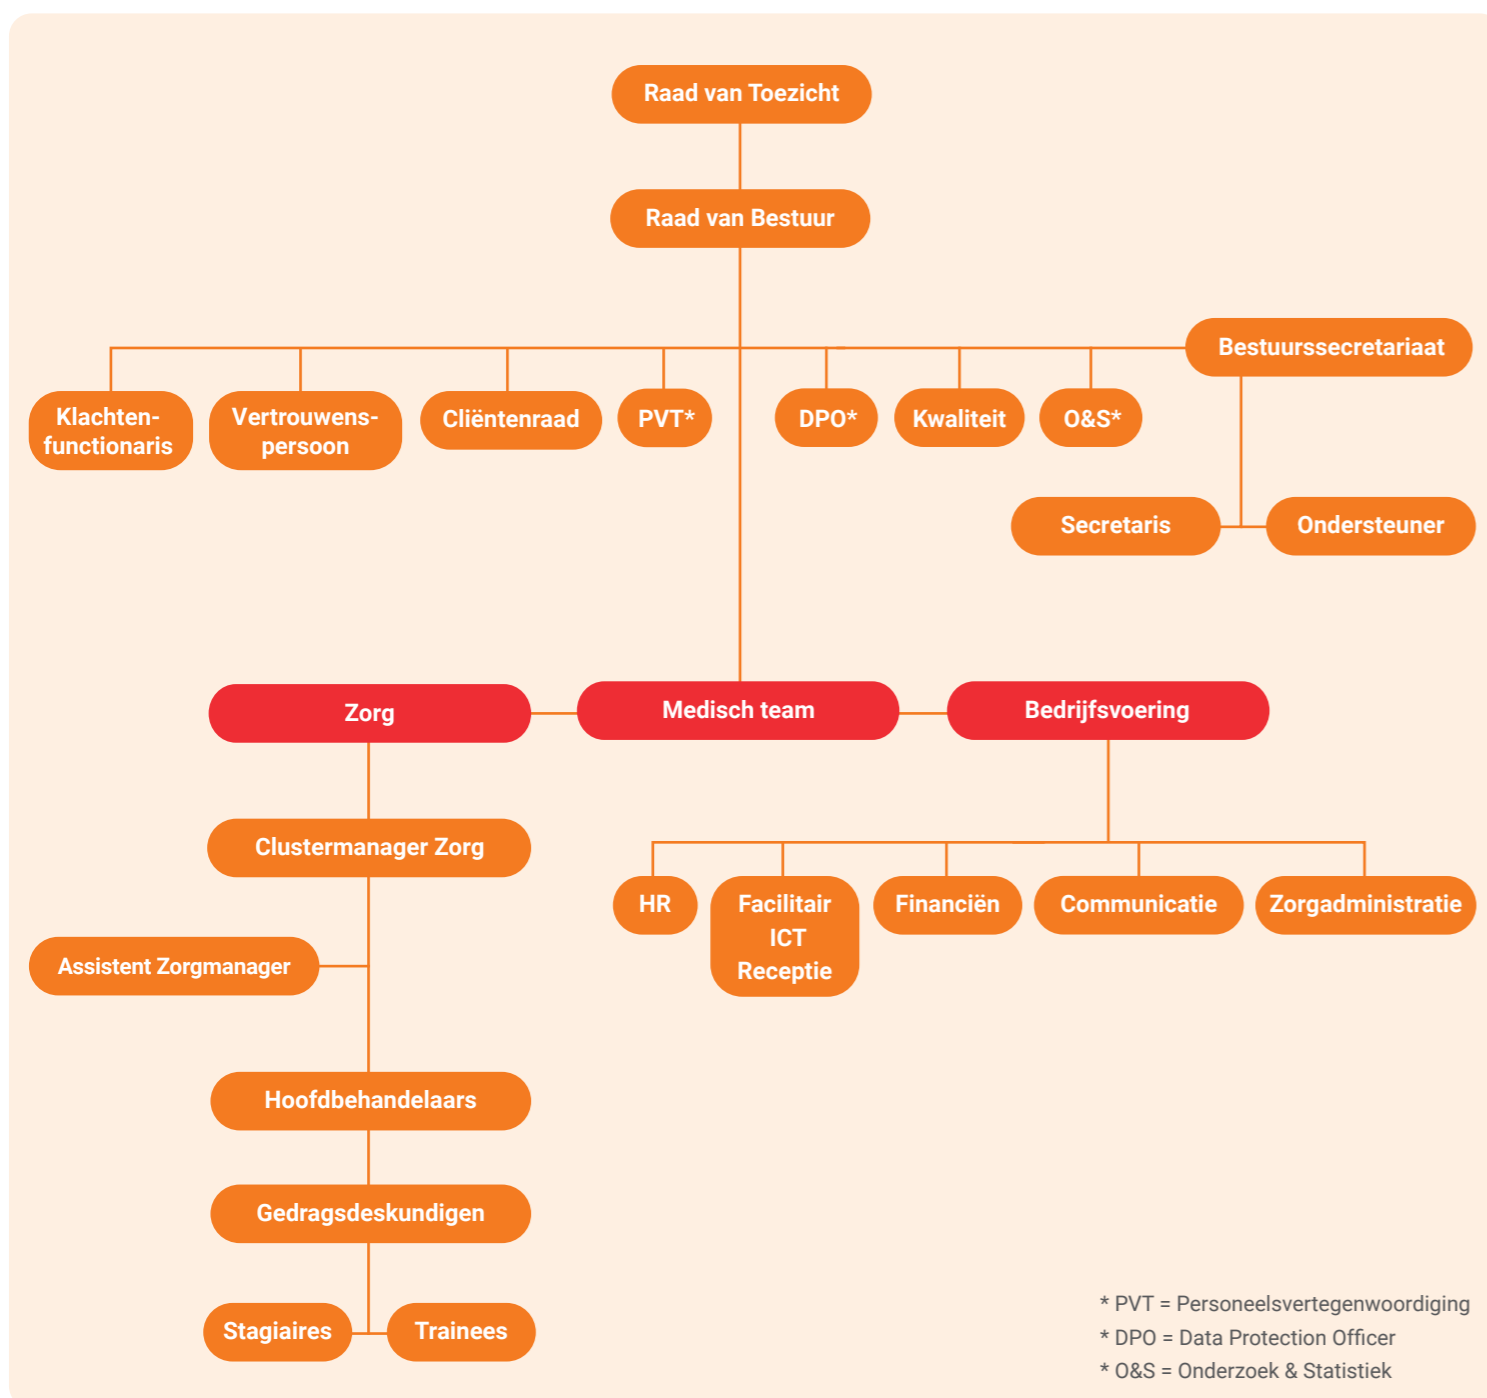 Raad van Toezicht
Raad van Bestuur
Bestuurssecretariaat
Klachten-
functionaris
Vertrouwens-
persoon
Cliëntenraad
PVT*
DPO*
Kwaliteit
O&S*
Secretaris
Ondersteuner
Zorg
Medisch team
Bedrijfsvoering
Clustermanager Zorg
HR
Facilitair
ICT
Receptie
Financiën
Communicatie
Zorgadministratie
Assistent Zorgmanager
Hoofdbehandelaars
Gedragsdeskundigen
Stagiaires
Trainees
* PVT = Personeelsvertegenwoordiging
* DPO = Data Protection Officer
* O&S = Onderzoek & Statistiek